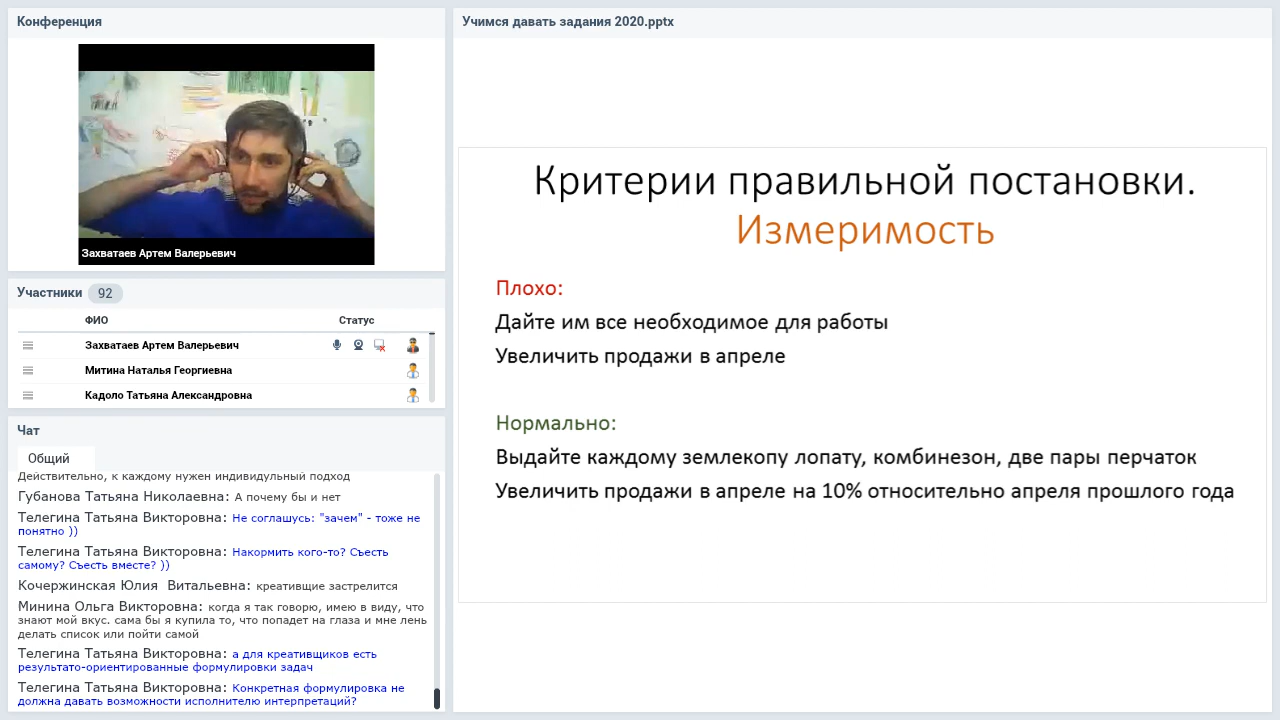 Конференция
Захватаев Артем Валерьевич
Участники 92
ФИО Статус
Захватаев Артем Валерьевич
Митина Наталья Георгиевна
Кадоло Татьяна Александровна
Чат
Общий
Действительно, к каждому нужен индивидульный подход
Губанова Татьяна Николаевна: А почему бы и нет
Телегина Татьяна Викторовна: Не соглашусь: "зачем" - тоже не
понятно ))
Телегина Татьяна Викторовна: Накормить кого-то? Съесть
самому? Съесть вместе? ))
Кочержинская Юлия Витальевна: креативщие застрелится
Минина Ольга Викторовна: когда я так говорю, имею в виду, что
знают мой вкус. сама бы я купила то, что попадет на глаза и мне лень
делать список или пойти самой
Телегина Татьяна Викторовна: а для креативщиков есть
результато-ориентированные формулировки задач
Телегина Татьяна Викторовна: Конкретная формулировка не
должна давать возможности исполнителю интерпретаций?
Учимся давать задания 2020.pptx
Критерии правильной постановки.
Измеримость
Плохо:
Дайте им все необходимое для работы
Увеличить продажи в апреле
Нормально:
Выдайте каждому землекопу лопату, комбинезон, две пары перчаток
Увеличить продажи в апреле на 10% относительно апреля прошлого года